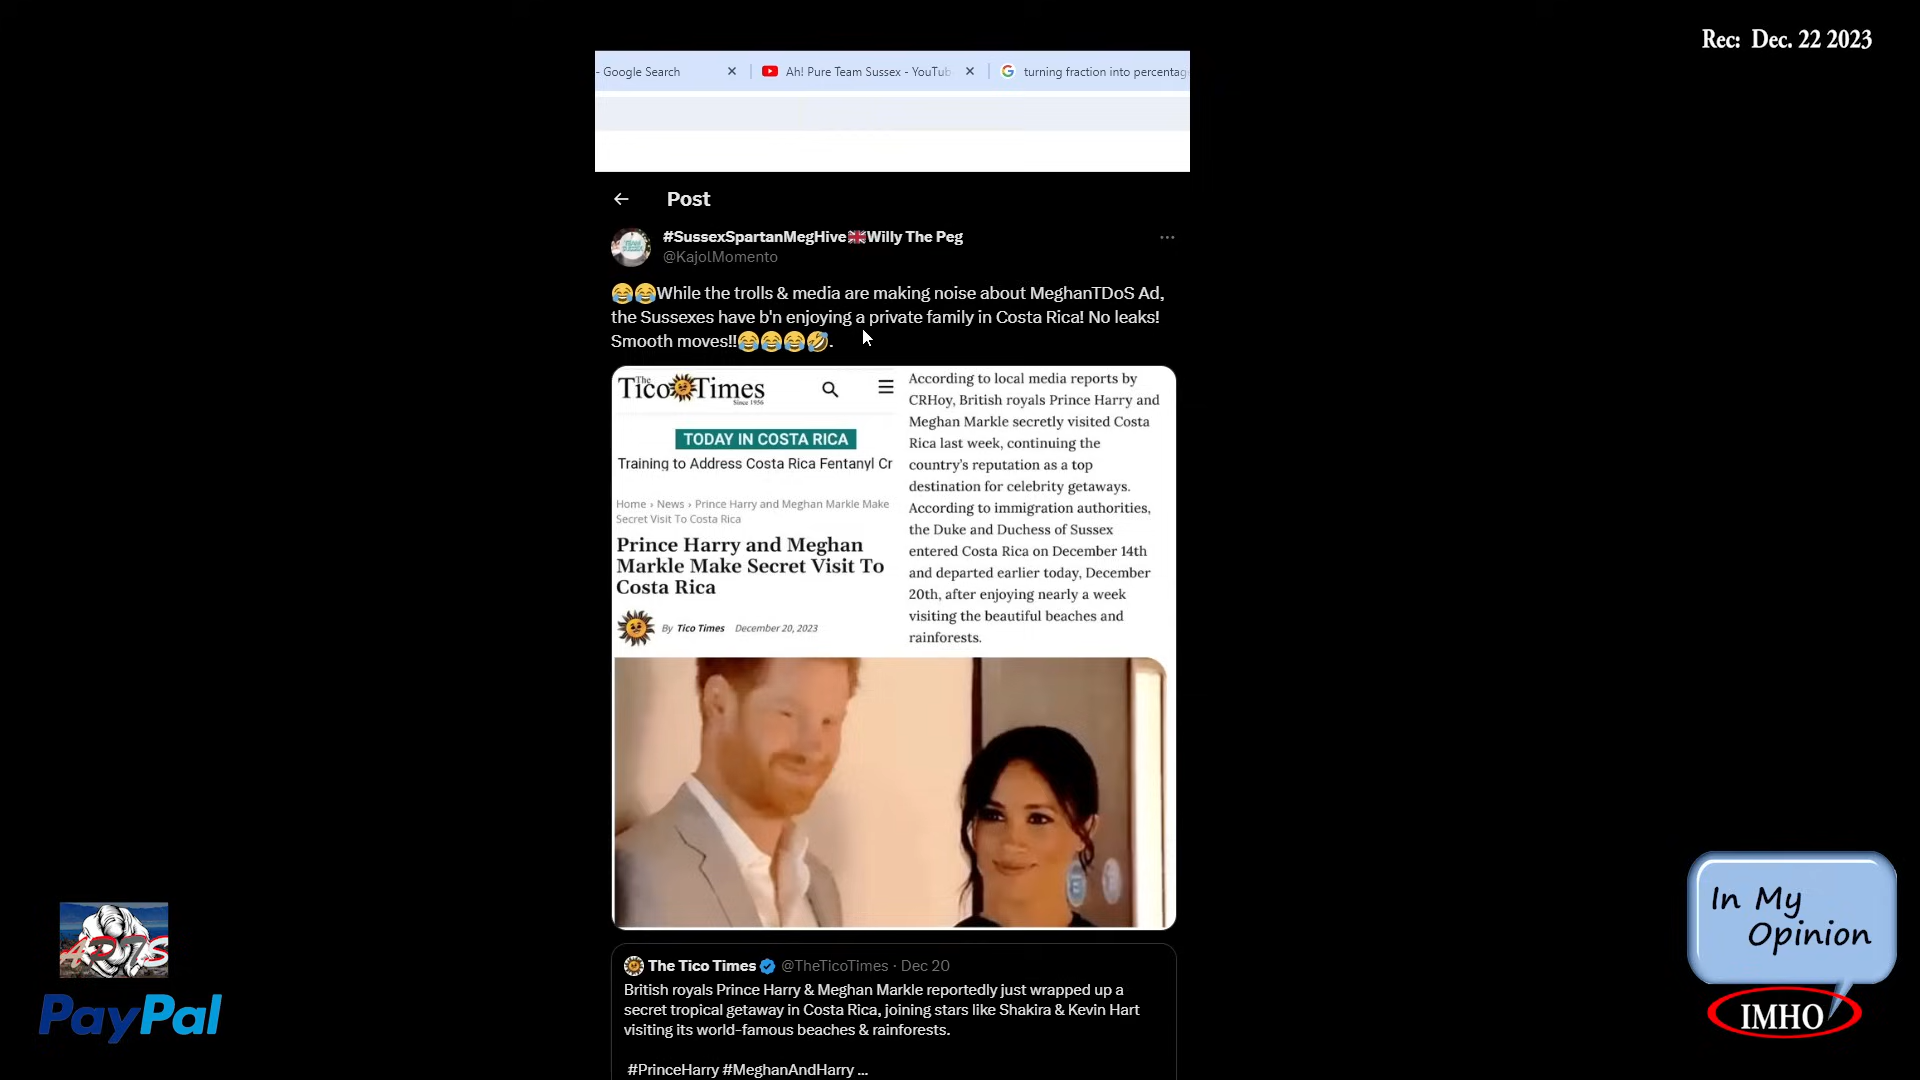 Rec: Dec. 22 2023
- Google Search
Ah! Pure Team Sussex - YouTub
turning fraction into percentag
Post
#SussexSpartanMegHive🇬🇧Willy The Peg
@KajolMomento
😂😂While the trolls & media are making noise about MeghanTDoS Ad,
the Sussexes have b'n enjoying a private family in Costa Rica! No leaks!
Smooth moves!!😂😂😂🤣.
The Tico Times
Since 1956
TODAY IN COSTA RICA
Training to Address Costa Rica Fentanyl Cr
Home › News › Prince Harry and Meghan Markle Make
Secret Visit To Costa Rica
Prince Harry and Meghan
Markle Make Secret Visit To
Costa Rica
By Tico Times December 20, 2023
According to local media reports by
CRHoy, British royals Prince Harry and
Meghan Markle secretly visited Costa
Rica last week, continuing the
country's reputation as a top
destination for celebrity getaways.
According to immigration authorities,
the Duke and Duchess of Sussex
entered Costa Rica on December 14th
and departed earlier today, December
20th, after enjoying nearly a week
visiting the beautiful beaches and
rainforests.
The Tico Times @TheTicoTimes · Dec 20
British royals Prince Harry & Meghan Markle reportedly just wrapped up a
secret tropical getaway in Costa Rica, joining stars like Shakira & Kevin Hart
visiting its world-famous beaches & rainforests.
#PrinceHarry #MeghanAndHarry ...
PayPal
In My
Opinion
IMHO